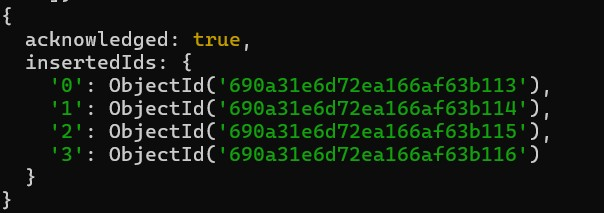 {
  acknowledged: true,
  insertedIds: {
    '0': ObjectId('690a31e6d72ea166af63b113'),
    '1': ObjectId('690a31e6d72ea166af63b114'),
    '2': ObjectId('690a31e6d72ea166af63b115'),
    '3': ObjectId('690a31e6d72ea166af63b116')
  }
}